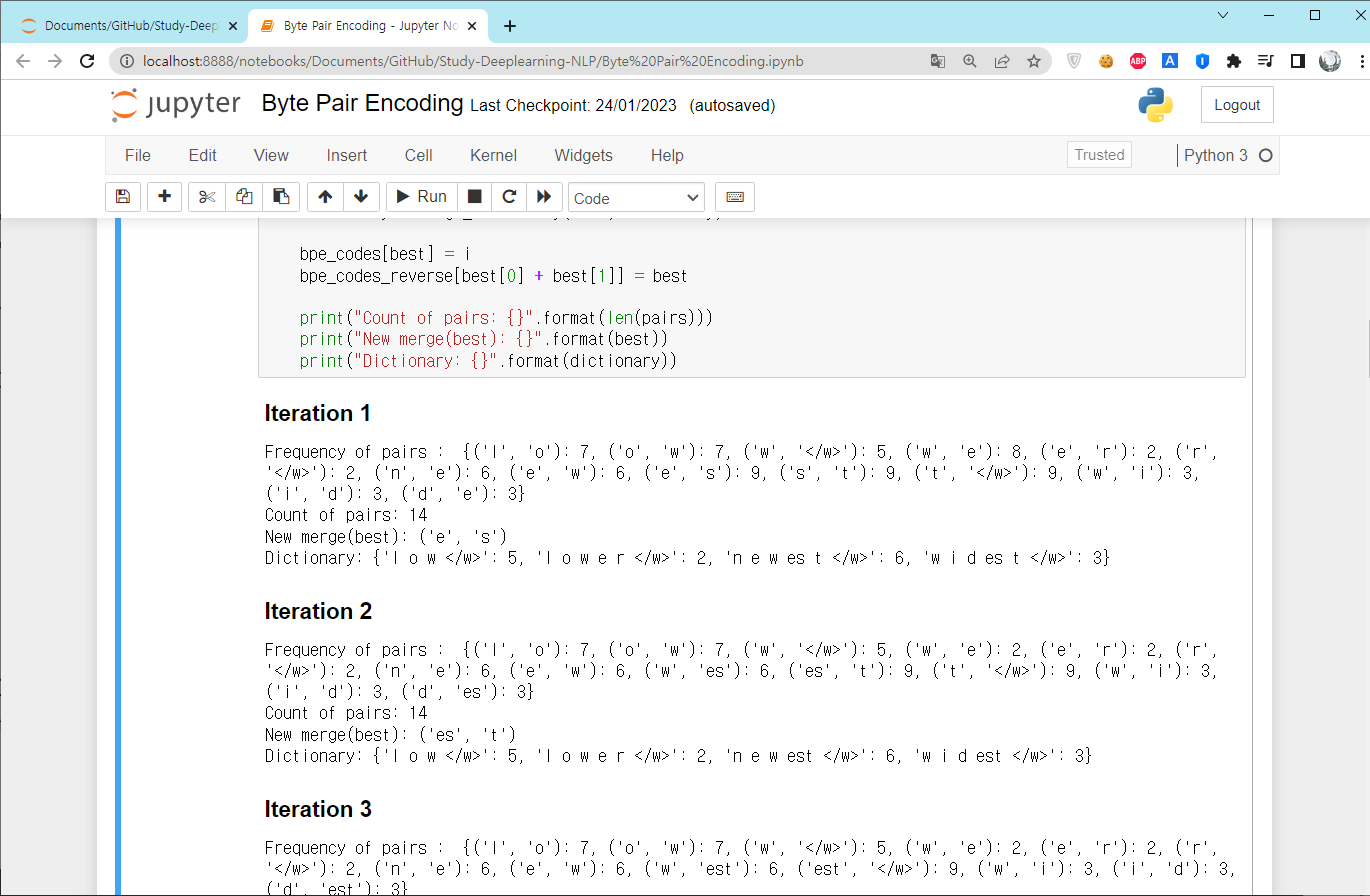 Documents/GitHub/Study-Deep
Byte Pair Encoding - Jupyter No
localhost:8888/notebooks/Documents/GitHub/Study-Deeplearning-NLP/Byte%20Pair%20Encoding.ipynb
ABP
A
jupyter Byte Pair Encoding Last Checkpoint: 24/01/2023 (autosaved)
Logout
File Edit View Insert Cell Kernel Widgets Help
Trusted
Python 3
Run
Code
bpe_codes[best] = i
bpe_codes_reverse[best[0] + best[1]] = best
print("Count of pairs: {}".format(len(pairs)))
print("New merge(best): {}".format(best))
print("Dictionary: {}".format(dictionary))
Iteration 1
Frequency of pairs :  {('l', 'o'): 7, ('o', 'w'): 7, ('w', '</w>'): 5, ('w', 'e'): 8, ('e', 'r'): 2, ('r',
'</w>'): 2, ('n', 'e'): 6, ('e', 'w'): 6, ('e', 's'): 9, ('s', 't'): 9, ('t', '</w>'): 9, ('w', 'i'): 3,
('i', 'd'): 3, ('d', 'e'): 3}
Count of pairs: 14
New merge(best): ('e', 's')
Dictionary: {'l o w </w>': 5, 'l o w e r </w>': 2, 'n e w es t </w>': 6, 'w i d es t </w>': 3}
Iteration 2
Frequency of pairs :  {('l', 'o'): 7, ('o', 'w'): 7, ('w', '</w>'): 5, ('w', 'e'): 2, ('e', 'r'): 2, ('r',
'</w>'): 2, ('n', 'e'): 6, ('e', 'w'): 6, ('w', 'es'): 6, ('es', 't'): 9, ('t', '</w>'): 9, ('w', 'i'): 3,
('i', 'd'): 3, ('d', 'es'): 3}
Count of pairs: 14
New merge(best): ('es', 't')
Dictionary: {'l o w </w>': 5, 'l o w e r </w>': 2, 'n e w est </w>': 6, 'w i d est </w>': 3}
Iteration 3
Frequency of pairs :  {('l', 'o'): 7, ('o', 'w'): 7, ('w', '</w>'): 5, ('w', 'e'): 2, ('e', 'r'): 2, ('r',
'</w>'): 2, ('n', 'e'): 6, ('e', 'w'): 6, ('w', 'est'): 6, ('est', '</w>'): 9, ('w', 'i'): 3, ('i', 'd'): 3,
('d', 'est'): 3}